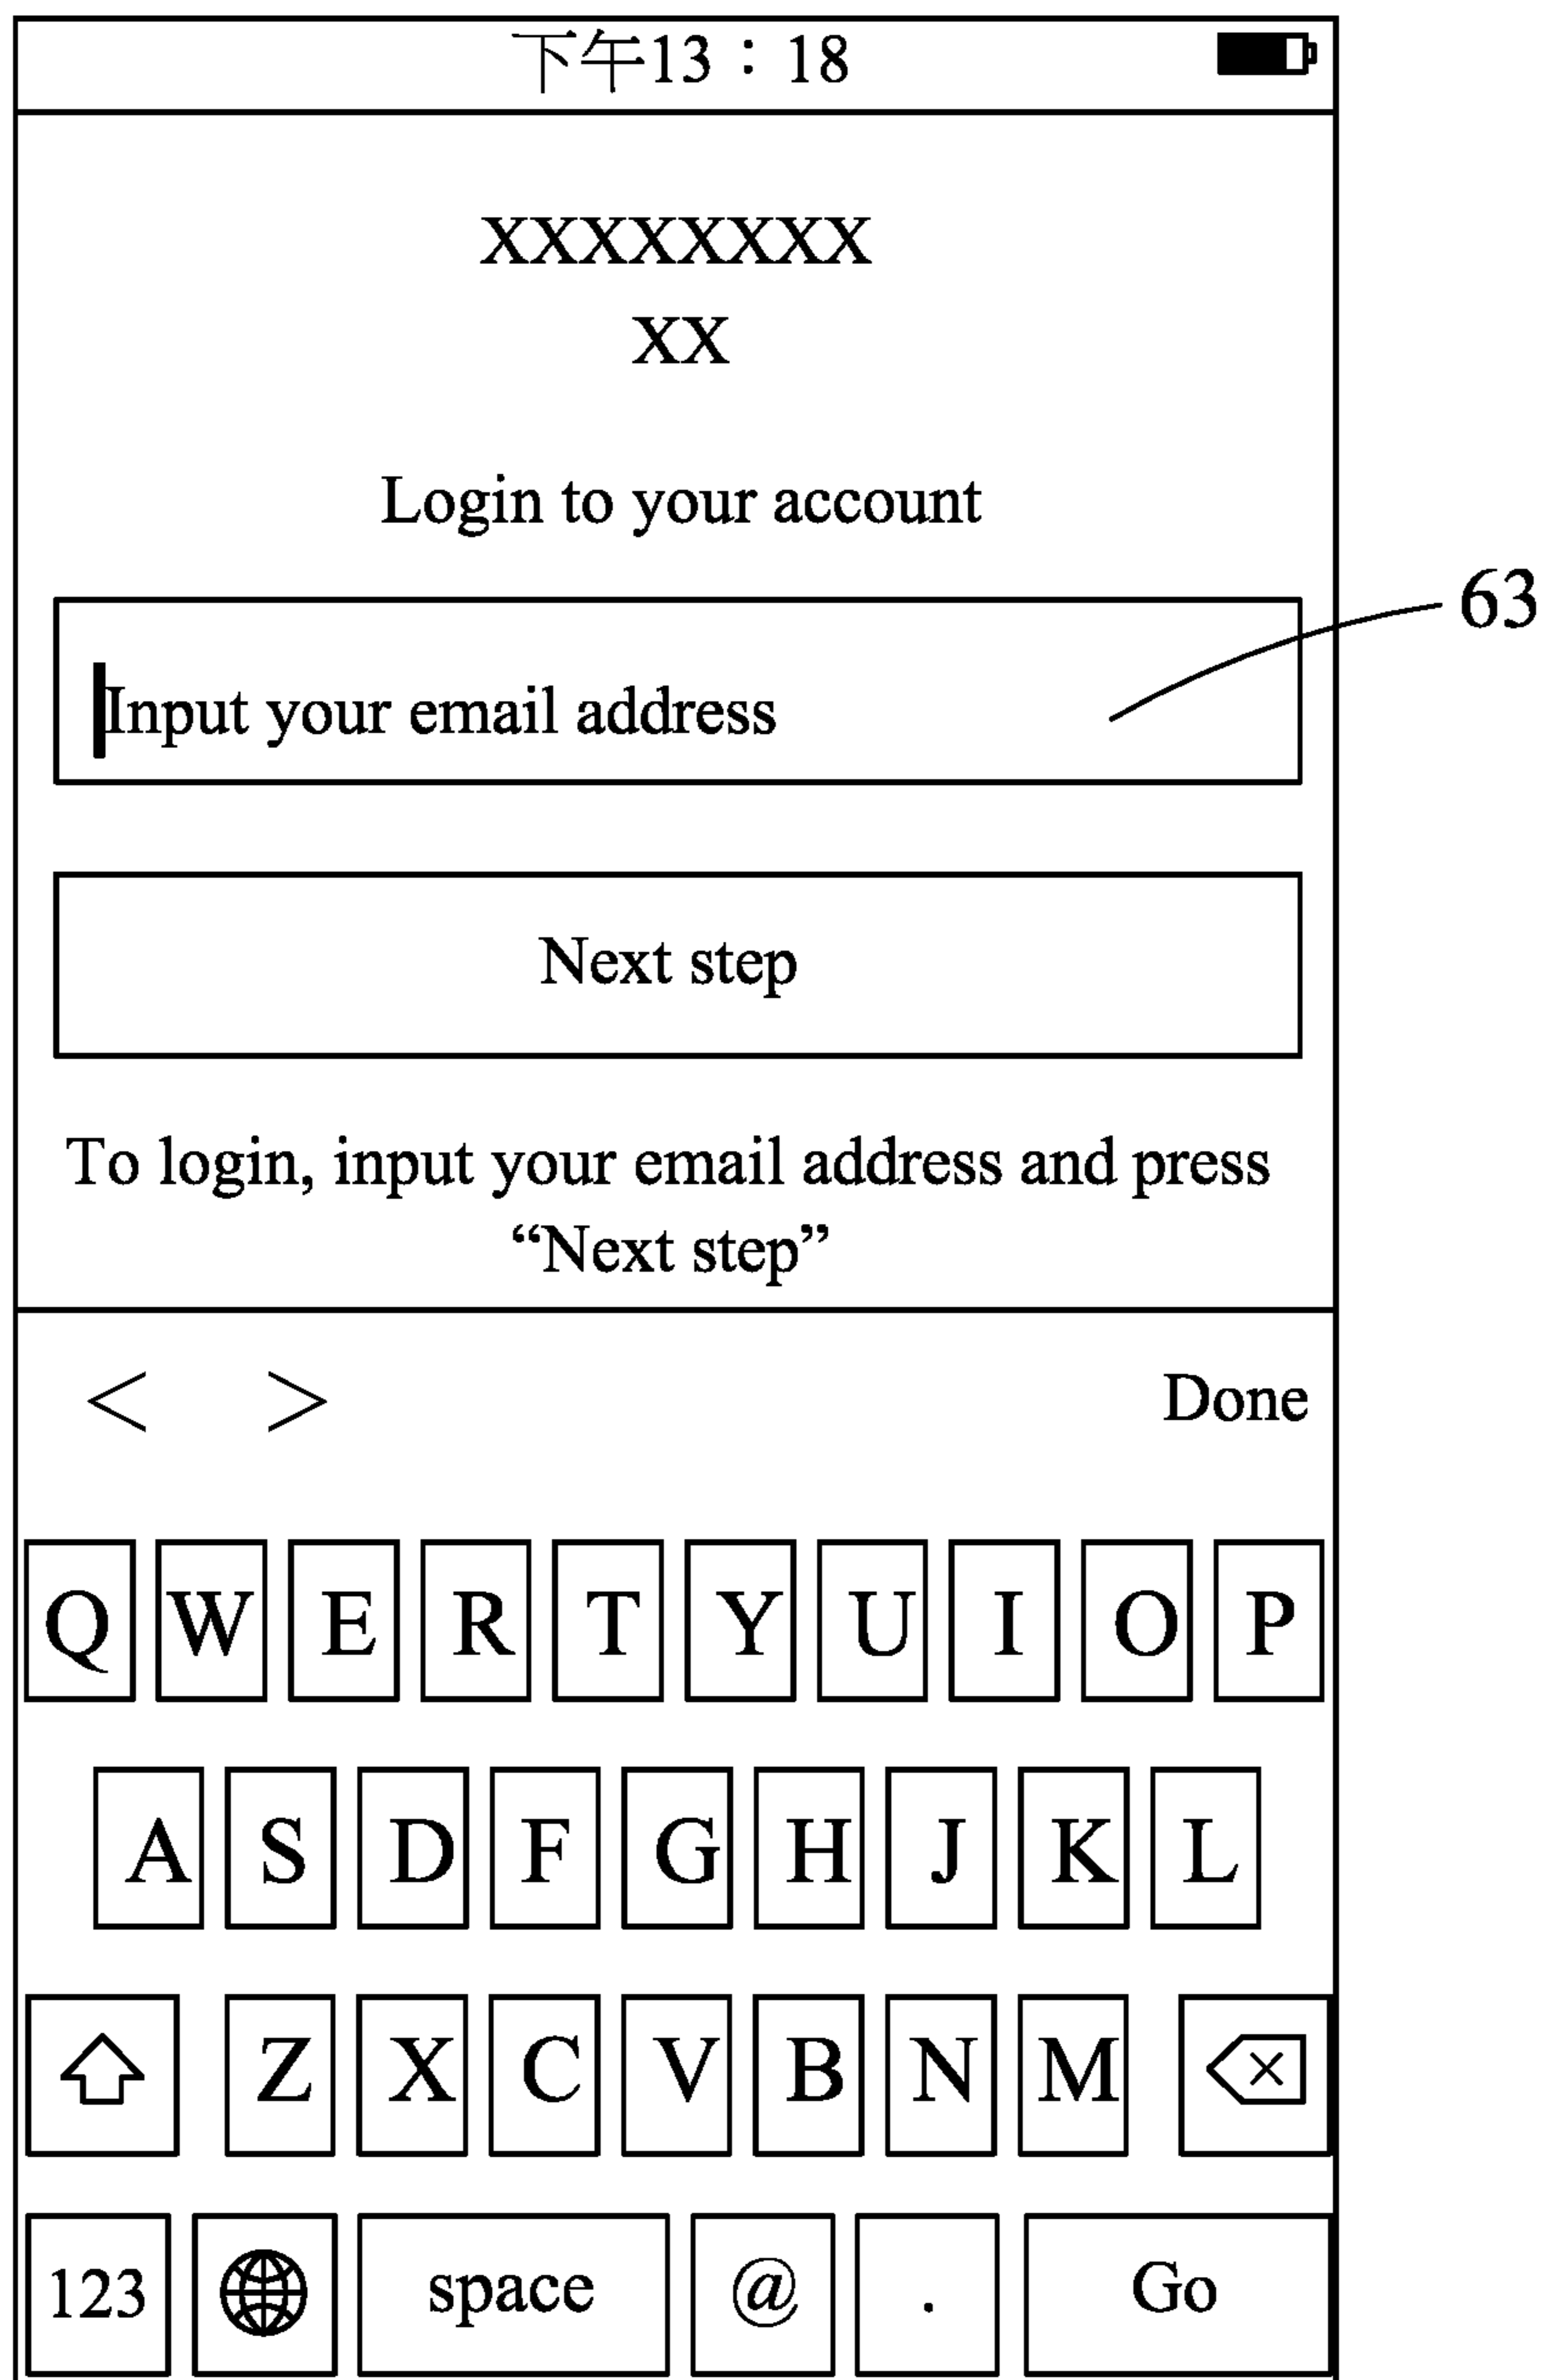 下午13：18
XXXXXXXX
XX
Login to your account
63
Input your email address
Next step
To login, input your email address and press
“Next step”
< > Done
Q W E R T Y U I O P
A S D F G H J K L
Z X C V B N M
123 space @ . Go